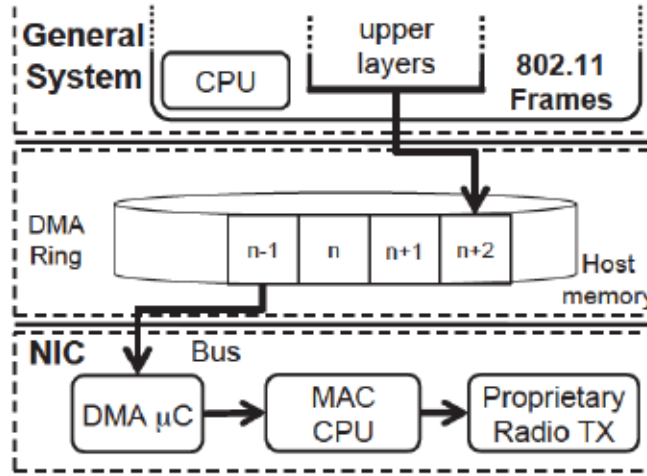 General
System
CPU
upper
layers
802.11
Frames
DMA
Ring
n-1
n
n+1
n+2
Host
memory
NIC
Bus
DMA μC
MAC
CPU
Proprietary
Radio TX